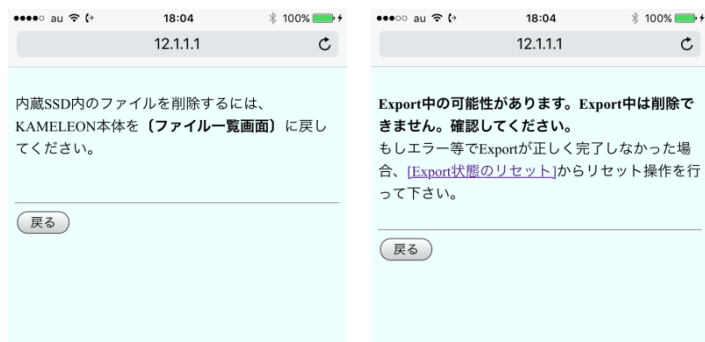 au 18:04 100%
12.1.1.1
内蔵SSD内のファイルを削除するには、
KAMELEON本体を〔ファイル一覧画面〕に戻し
てください。
戻る
au 18:04 100%
12.1.1.1
Export中の可能性があります。Export中は削除で
きません。確認してください。
もしエラー等でExportが正しく完了しなかった場
合、[Export状態のリセット]からリセット操作を行
って下さい。
戻る